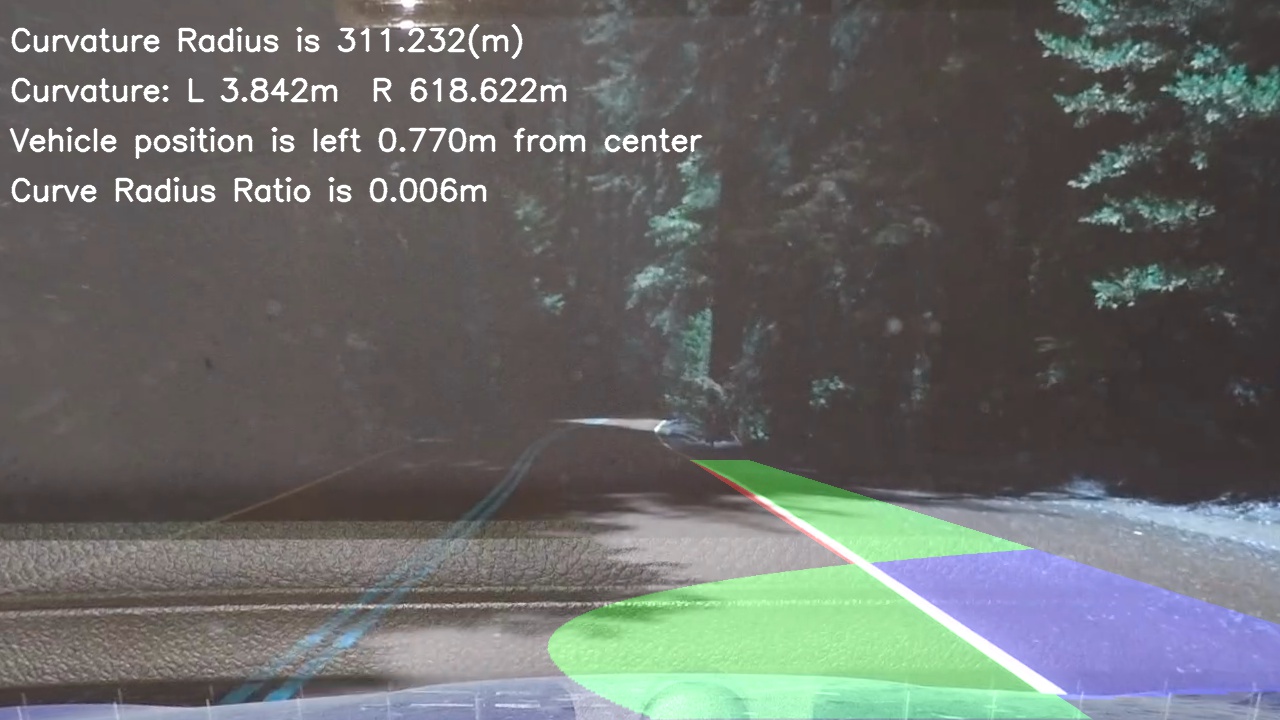 Curvature Radius is 311.232(m)
Curvature: L 3.842m R 618.622m
Vehicle position is left 0.770m from center
Curve Radius Ratio is 0.006m